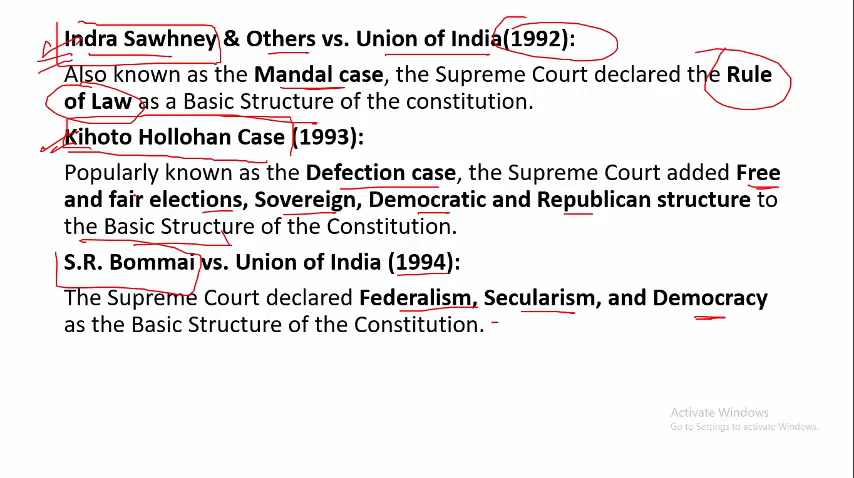 Indra Sawhney & Others vs. Union of India(1992):
Also known as the Mandal case, the Supreme Court declared the Rule
of Law as a Basic Structure of the constitution.
Kihoto Hollohan Case (1993):
Popularly known as the Defection case, the Supreme Court added Free
and fair elections, Sovereign, Democratic and Republican structure to
the Basic Structure of the Constitution.
S.R. Bommai vs. Union of India (1994):
The Supreme Court declared Federalism, Secularism, and Democracy
as the Basic Structure of the Constitution.
Activate Windows
Go to Settings to activate Windows.